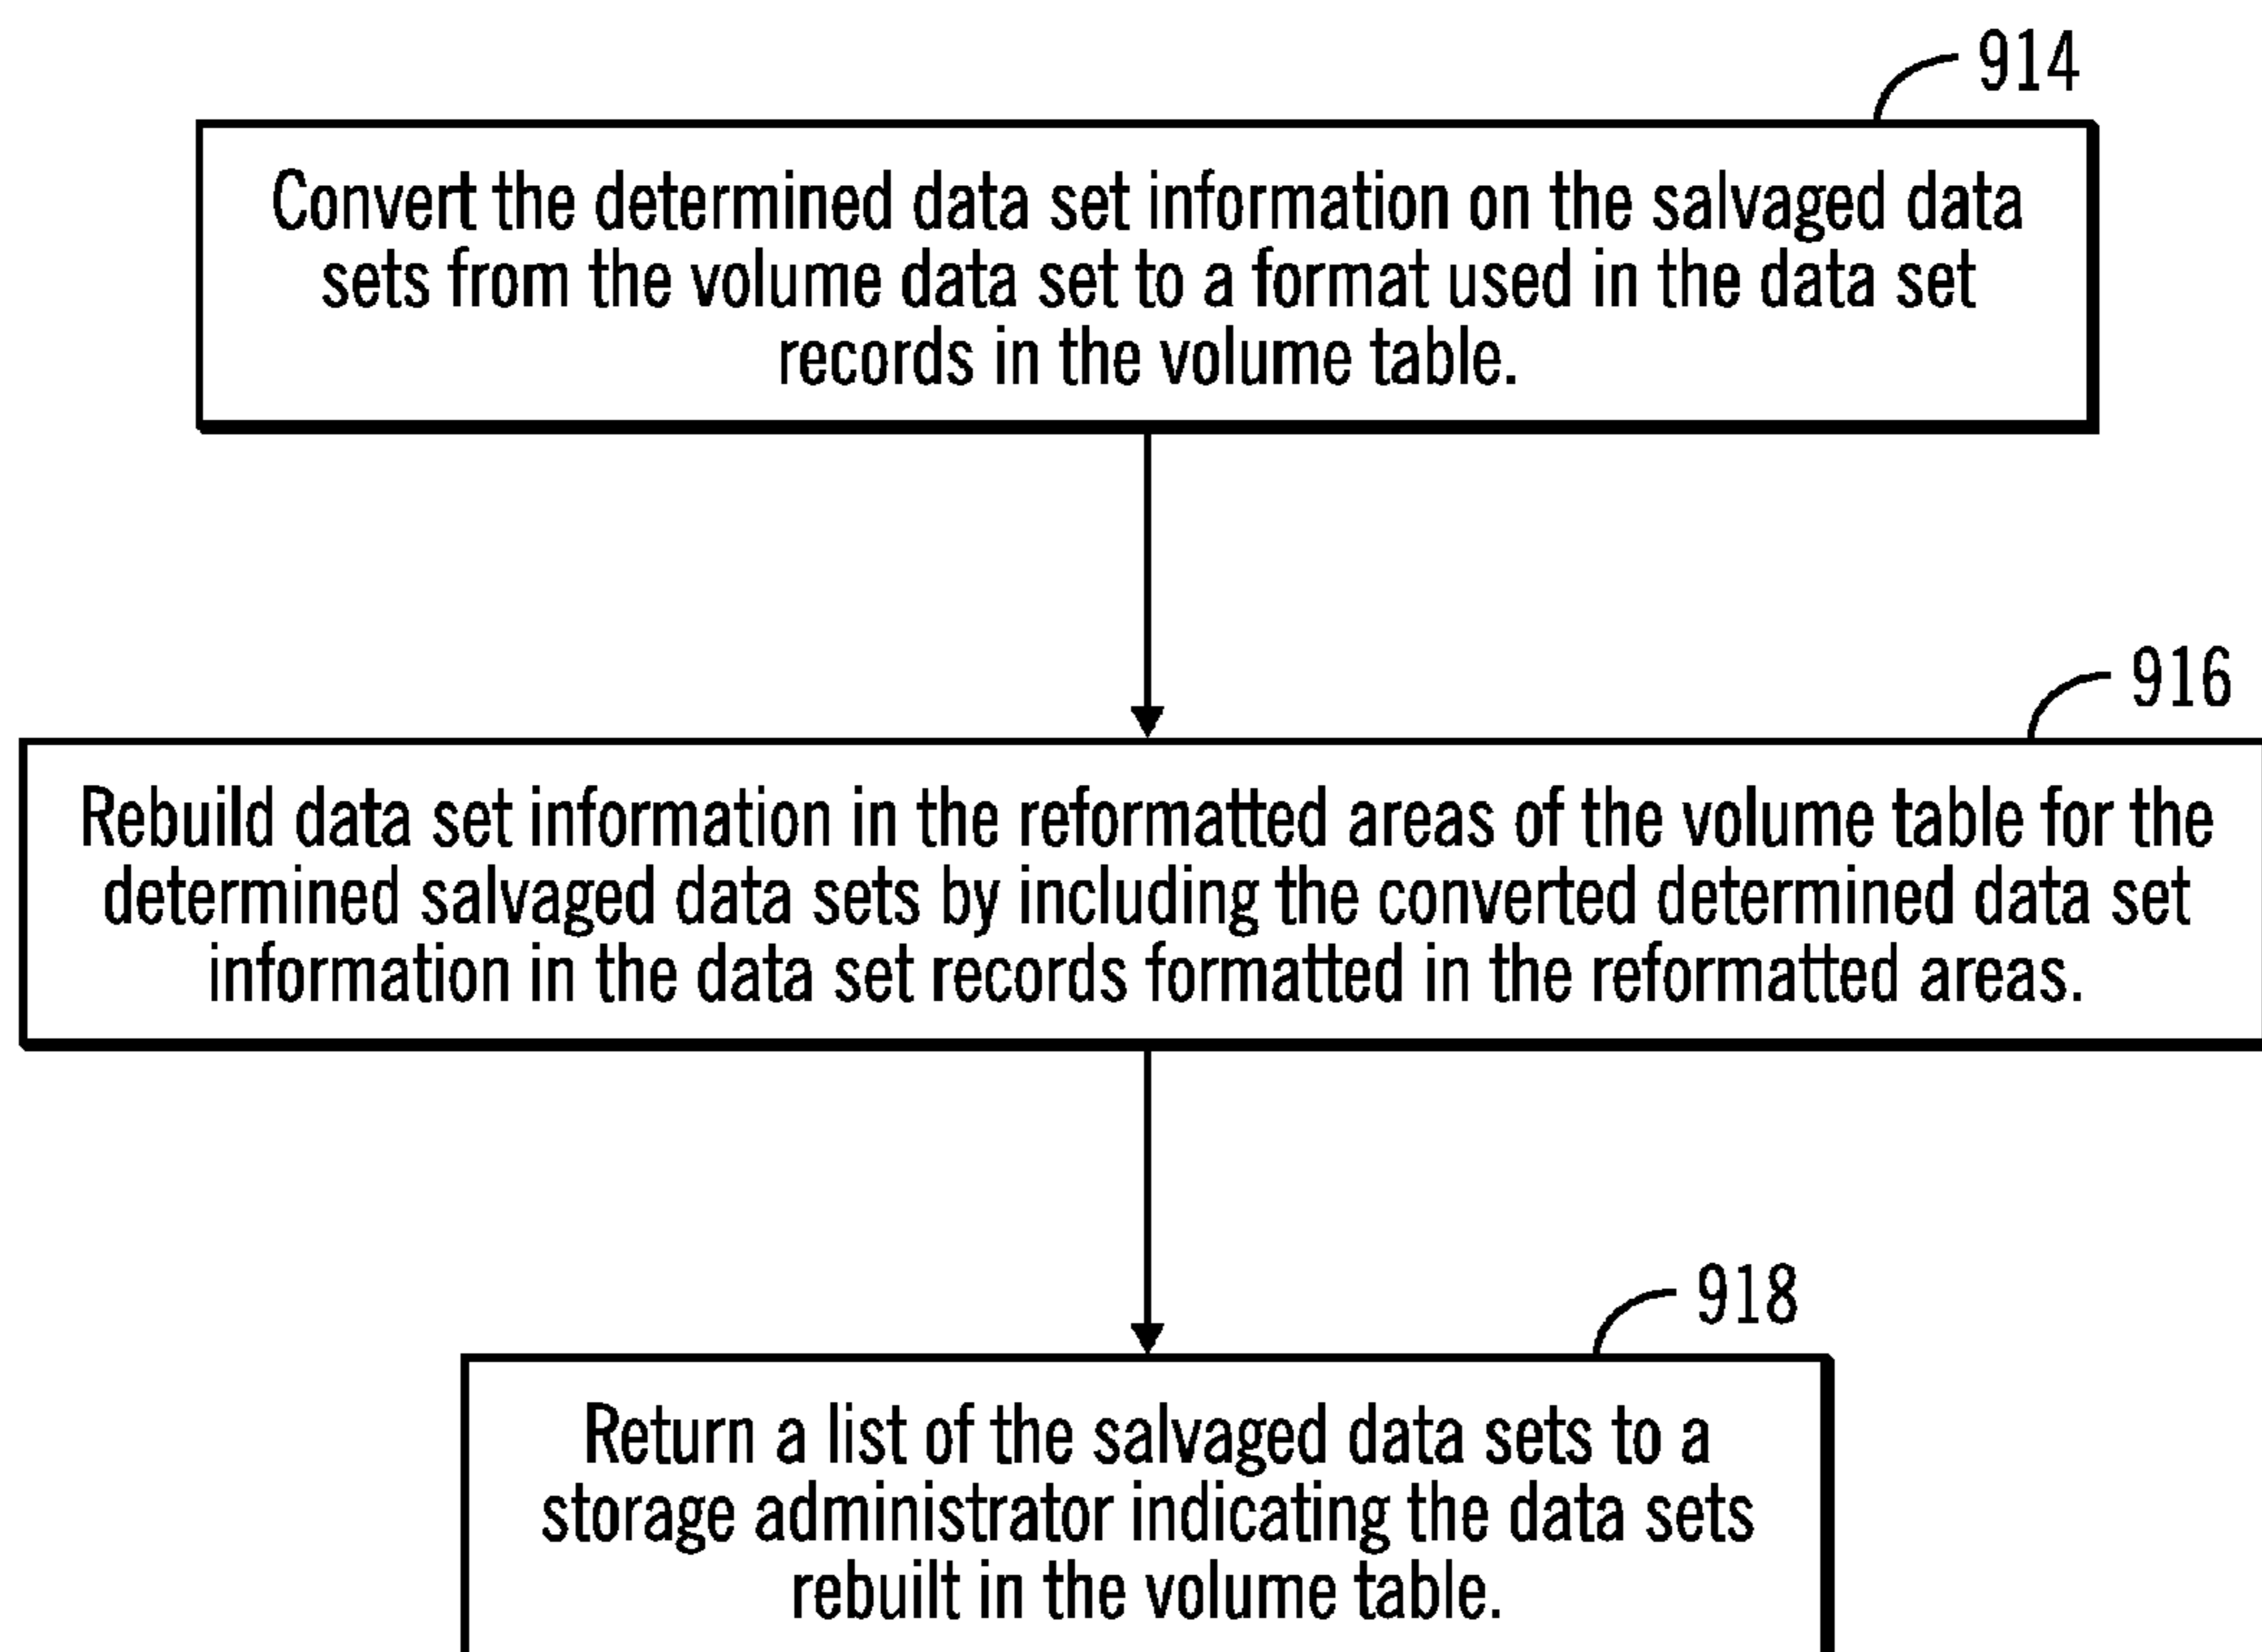 914
Convert the determined data set information on the salvaged data
sets from the volume data set to a format used in the data set
records in the volume table.
916
Rebuild data set information in the reformatted areas of the volume table for the
determined salvaged data sets by including the converted determined data set
information in the data set records formatted in the reformatted areas.
918
Return a list of the salvaged data sets to a
storage administrator indicating the data sets
rebuilt in the volume table.